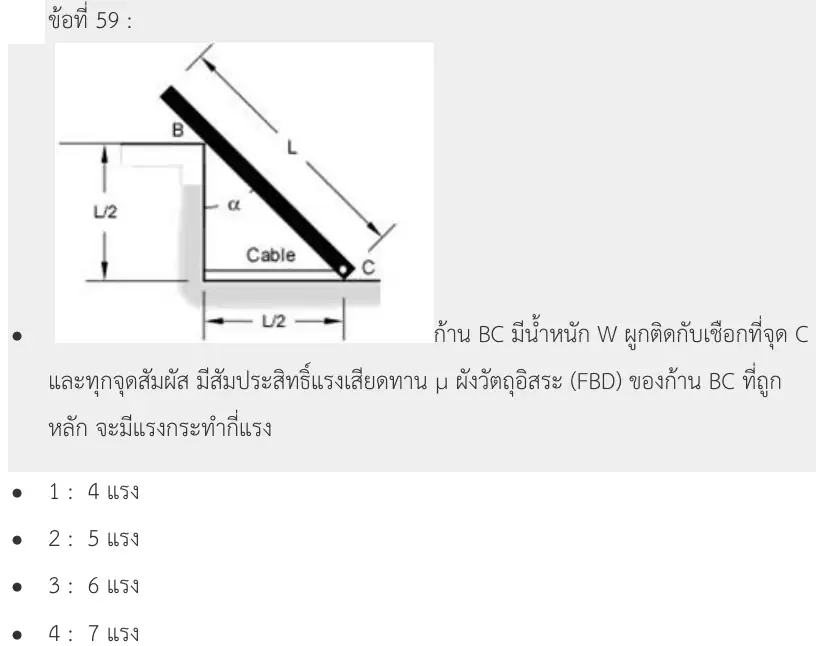 ข้อที่ 59 :
B
L
L/2
α
Cable
C
L/2
ก้าน BC มีน้ำหนัก W ผูกติดกับเชือกที่จุด C
และทุกจุดสัมผัส มีสัมประสิทธิ์แรงเสียดทาน µ ผังวัตถุอิสระ (FBD) ของก้าน BC ที่ถูก
หลัก จะมีแรงกระทำกี่แรง
1 : 4 แรง
2 : 5 แรง
3 : 6 แรง
4 : 7 แรง